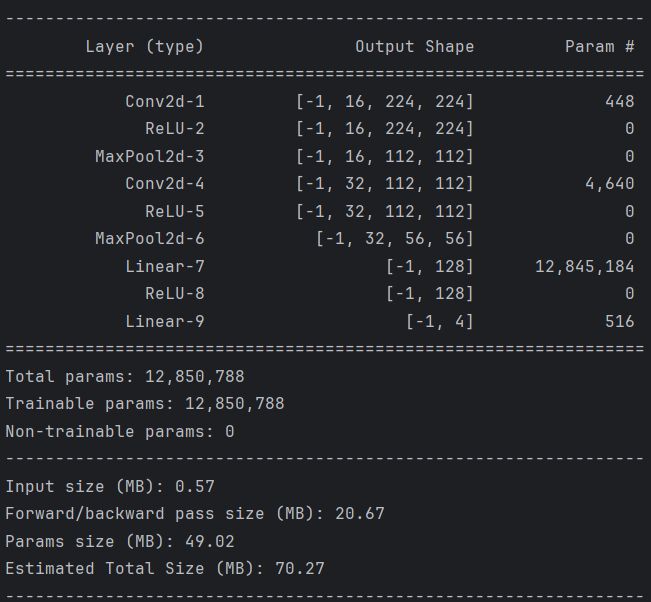 ----------------------------------------------------------------
        Layer (type)               Output Shape         Param #
================================================================
            Conv2d-1         [-1, 16, 224, 224]             448
              ReLU-2         [-1, 16, 224, 224]               0
         MaxPool2d-3         [-1, 16, 112, 112]               0
            Conv2d-4         [-1, 32, 112, 112]           4,640
              ReLU-5         [-1, 32, 112, 112]               0
         MaxPool2d-6           [-1, 32, 56, 56]               0
            Linear-7                  [-1, 128]      12,845,184
              ReLU-8                  [-1, 128]               0
            Linear-9                    [-1, 4]             516
================================================================
Total params: 12,850,788
Trainable params: 12,850,788
Non-trainable params: 0
----------------------------------------------------------------
Input size (MB): 0.57
Forward/backward pass size (MB): 20.67
Params size (MB): 49.02
Estimated Total Size (MB): 70.27
----------------------------------------------------------------